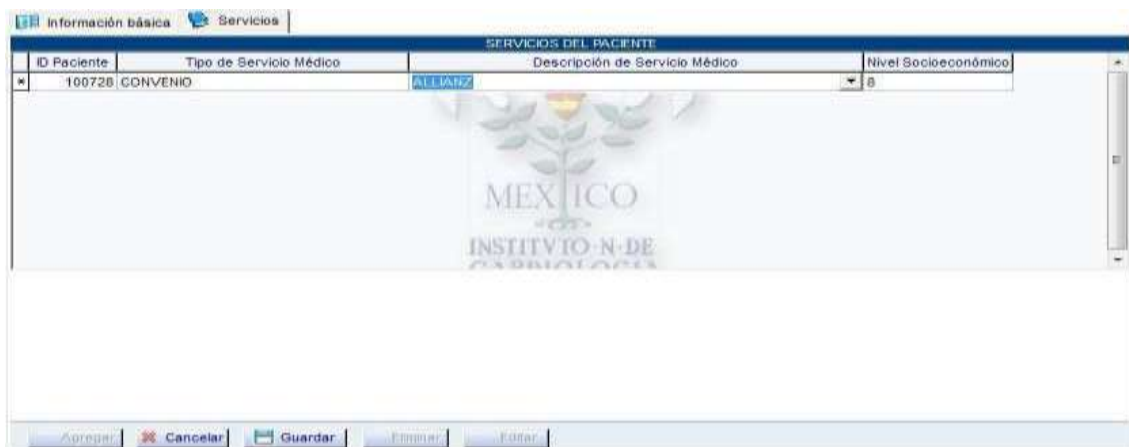 Información básica Servicios
SERVICIOS DEL PACIENTE
ID Paciente Tipo de Servicio Médico Descripción de Servicio Médico Nivel Socioeconómico
100728 CONVENIO ALLIANZ 8
MEXICO
INSTITVTO·N·DE
CARDIOLOGIA
Agregar Cancelar Guardar Eliminar Editar